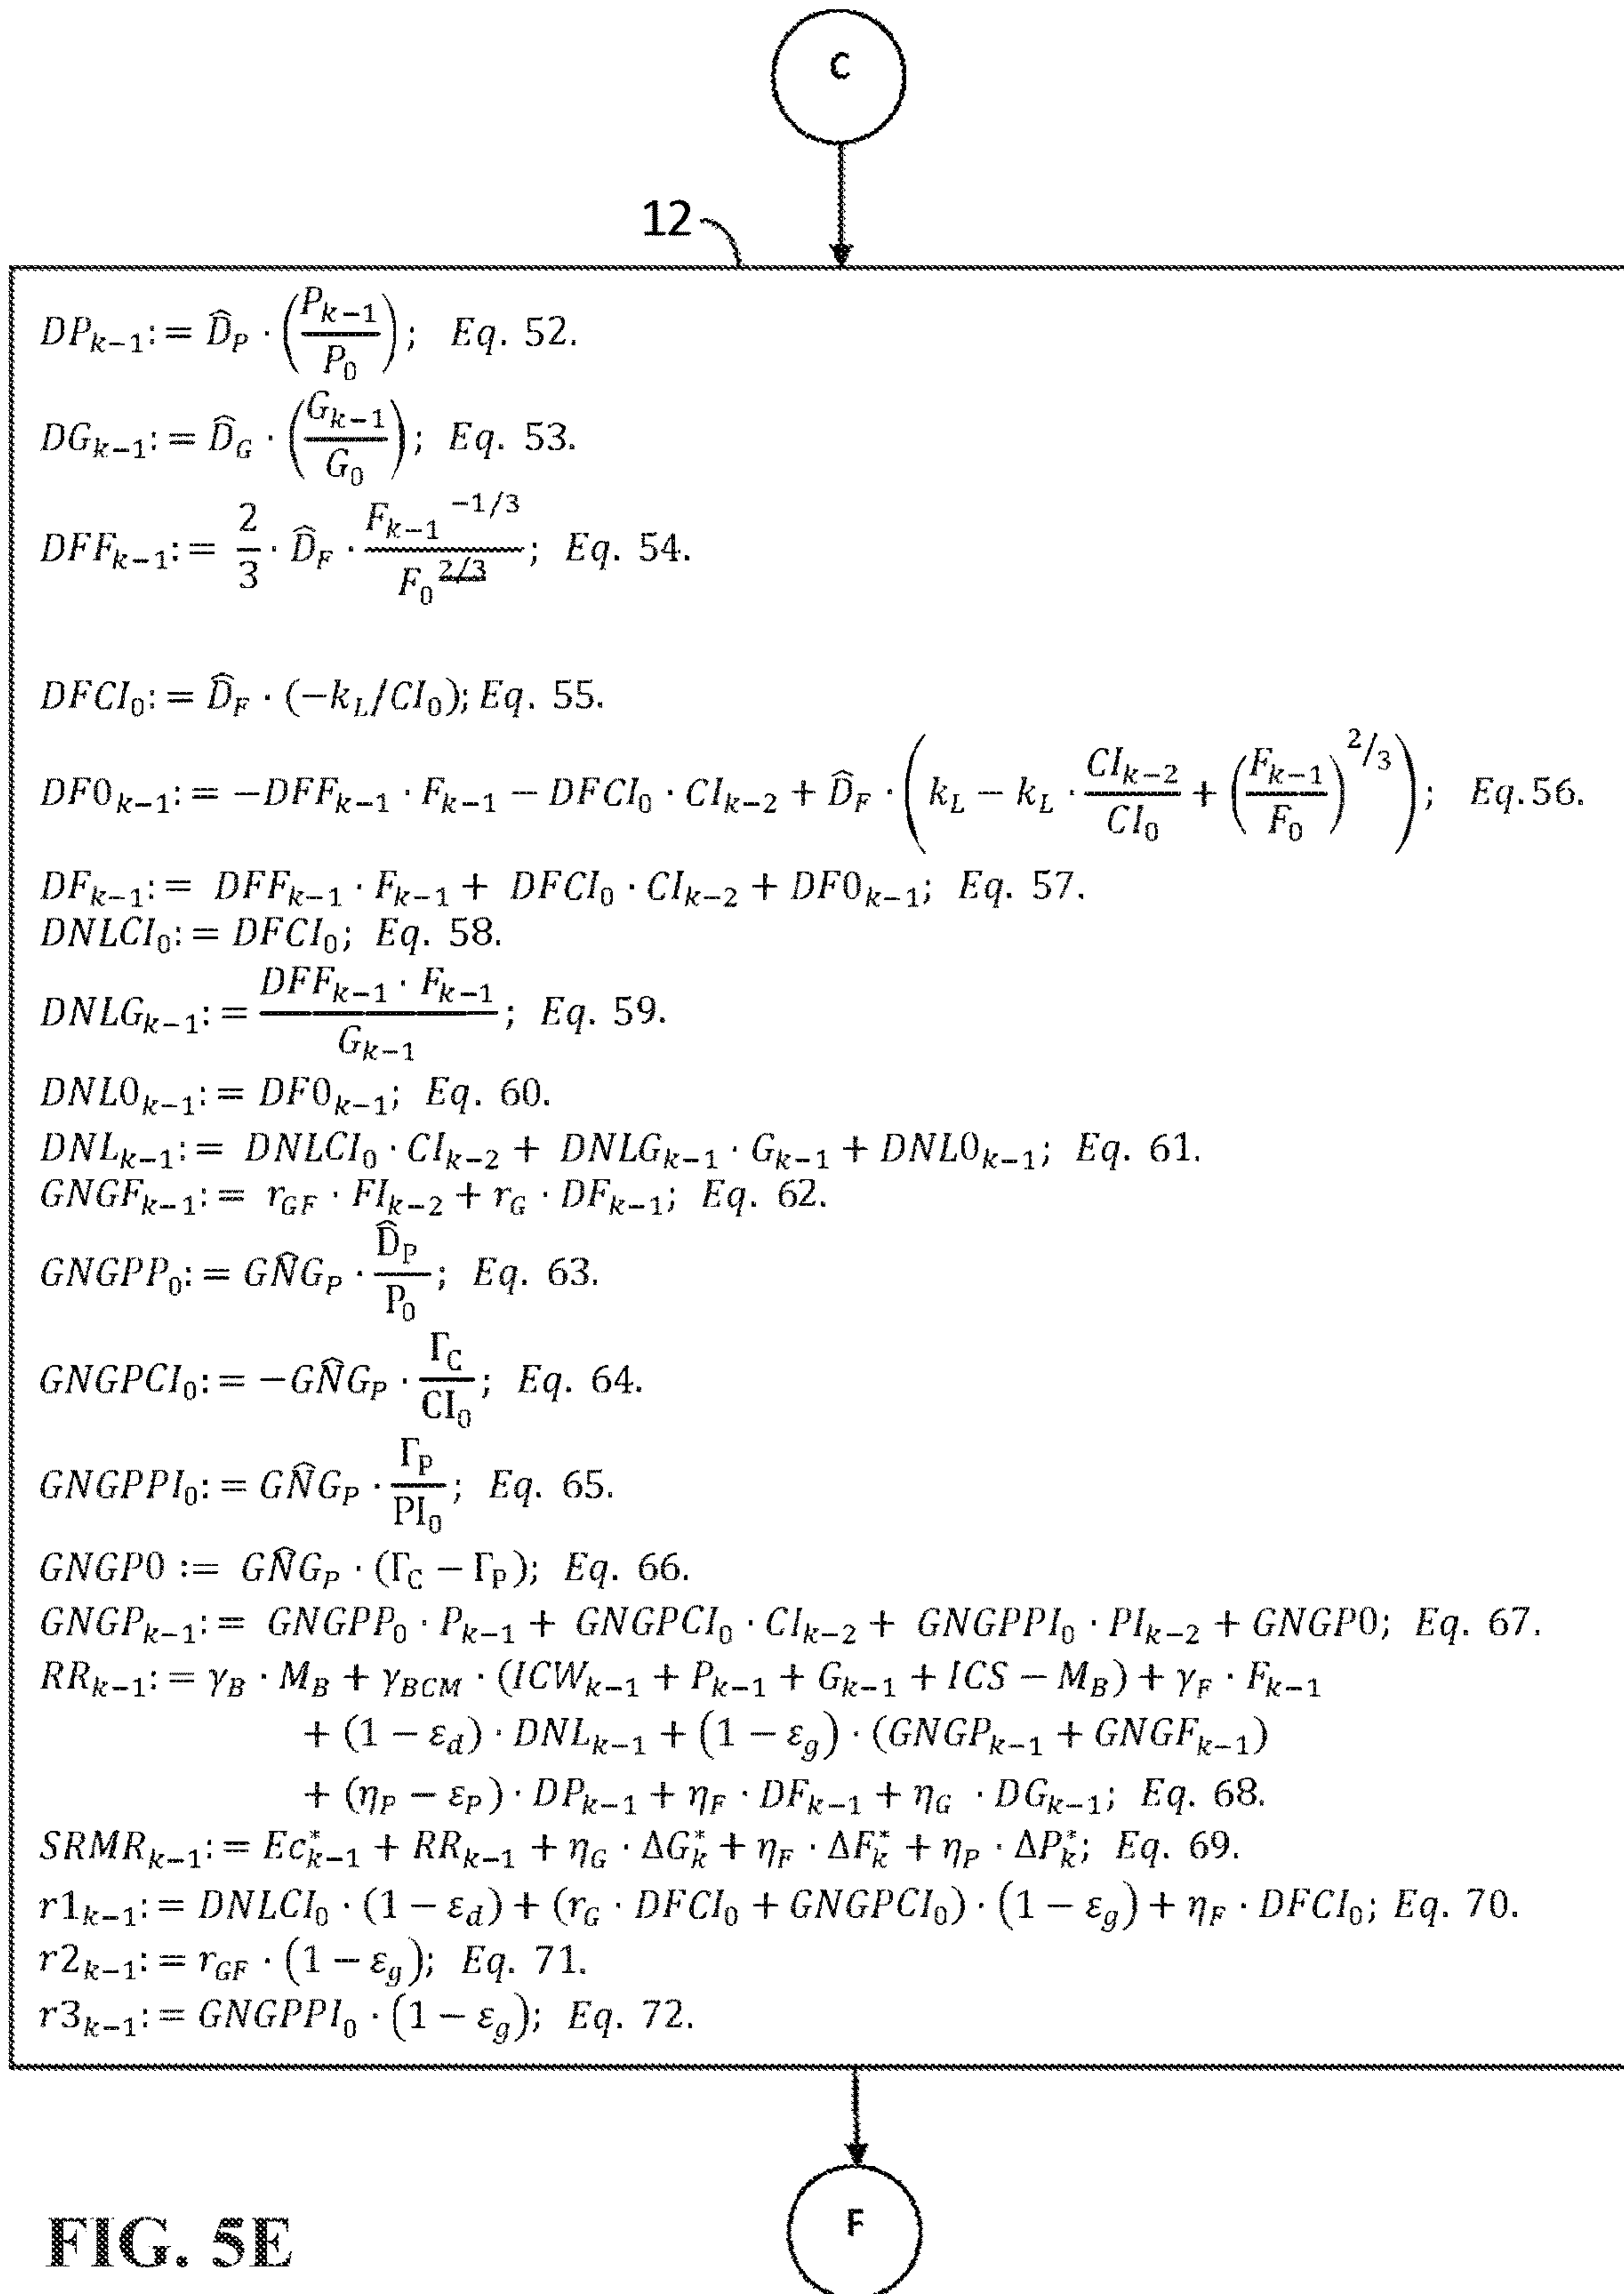 C
12
DP_{k−1}:= D̂_P · (P_{k−1}/P_0); Eq. 52.
DG_{k−1}:= D̂_G · (G_{k−1}/G_0); Eq. 53.
DFF_{k−1}:= 2/3 · D̂_F · F_{k−1}^{−1/3}/F_0^{2/3}; Eq. 54.
DFCI_0:= D̂_F · (−k_L/CI_0); Eq. 55.
DF0_{k−1}:= −DFF_{k−1} · F_{k−1} − DFCI_0 · CI_{k−2} + D̂_F · (k_L − k_L · CI_{k−2}/CI_0 + (F_{k−1}/F_0)^{2/3}); Eq.56.
DF_{k−1}:= DFF_{k−1} · F_{k−1} + DFCI_0 · CI_{k−2} + DF0_{k−1}; Eq. 57.
DNLCI_0:= DFCI_0; Eq. 58.
DNLG_{k−1}:= (DFF_{k−1} · F_{k−1})/G_{k−1}; Eq. 59.
DNL0_{k−1}:= DF0_{k−1}; Eq. 60.
DNL_{k−1}:= DNLCI_0 · CI_{k−2} + DNLG_{k−1} · G_{k−1} + DNL0_{k−1}; Eq. 61.
GNGF_{k−1}:= r_{GF} · FI_{k−2} + r_G · DF_{k−1}; Eq. 62.
GNGPP_0:= GN̂G_P · D̂_P/P_0; Eq. 63.
GNGPCI_0:= −GN̂G_P · Γ_C/CI_0; Eq. 64.
GNGPPI_0:= GN̂G_P · Γ_P/PI_0; Eq. 65.
GNGP0 := GN̂G_P · (Γ_C − Γ_P); Eq. 66.
GNGP_{k−1}:= GNGPP_0 · P_{k−1} + GNGPCI_0 · CI_{k−2} + GNGPPI_0 · PI_{k−2} + GNGP0; Eq. 67.
RR_{k−1}:= γ_B · M_B + γ_{BCM} · (ICW_{k−1} + P_{k−1} + G_{k−1} + ICS − M_B) + γ_F · F_{k−1}
+ (1 − ε_d) · DNL_{k−1} + (1 − ε_g) · (GNGP_{k−1} + GNGF_{k−1})
+ (η_P − ε_P) · DP_{k−1} + η_F · DF_{k−1} + η_G · DG_{k−1}; Eq. 68.
SRMR_{k−1}:= Ec*_{k−1} + RR_{k−1} + η_G · ΔG*_k + η_F · ΔF*_k + η_P · ΔP*_k; Eq. 69.
r1_{k−1}:= DNLCI_0 · (1 − ε_d) + (r_G · DFCI_0 + GNGPCI_0) · (1 − ε_g) + η_F · DFCI_0; Eq. 70.
r2_{k−1}:= r_{GF} · (1 − ε_g); Eq. 71.
r3_{k−1}:= GNGPPI_0 · (1 − ε_g); Eq. 72.
F
FIG. 5E